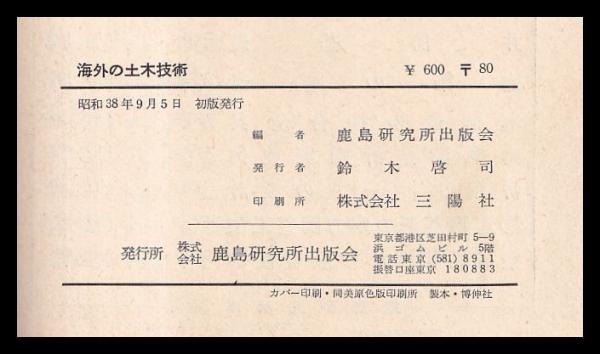 海外の土木技術 ¥ 600 〒 80
昭和38年9月5日 初版発行
編者 鹿島研究所出版会
発行者 鈴木啓司
印刷所 株式会社 三陽社
発行所 株式会社 鹿島研究所出版会
東京都港区芝田村町 5—9
浜ゴムビル 5階
電話東京 (581) 8911
振替口座東京 180883
カバー印刷・同美原色版印刷所 製本・博伸社